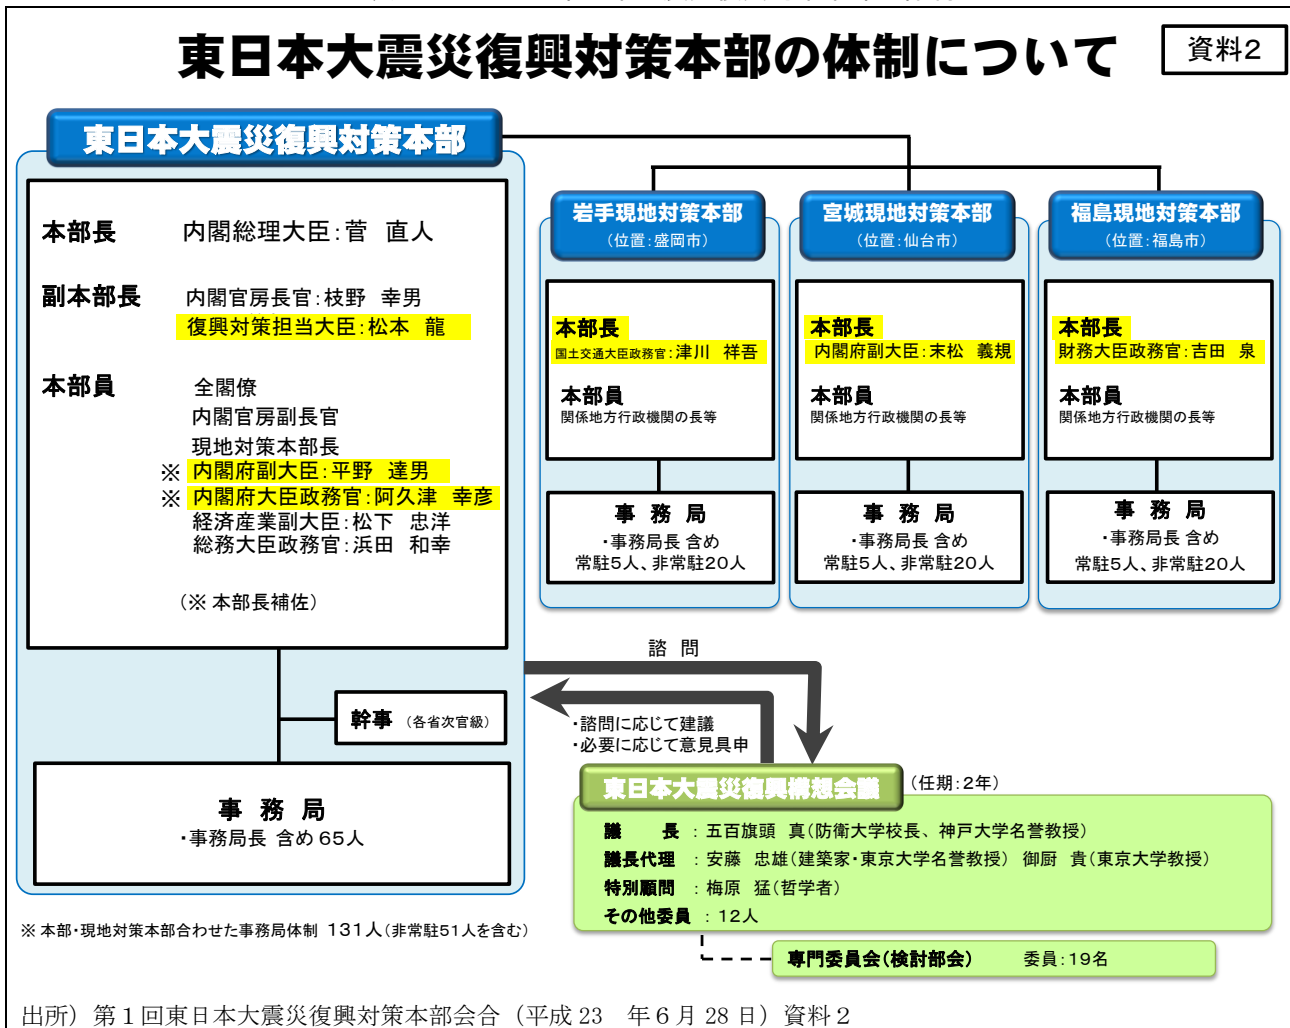 東日本大震災復興対策本部の体制について
資料2
東日本大震災復興対策本部
本部長 内閣総理大臣：菅 直人
副本部長 内閣官房長官：枝野 幸男
復興対策担当大臣：松本 龍
本部員 全閣僚
内閣官房副長官
現地対策本部長
※ 内閣府副大臣：平野 達男
※ 内閣府大臣政務官：阿久津 幸彦
経済産業副大臣：松下 忠洋
総務大臣政務官：浜田 和幸
（※ 本部長補佐）
幹事 （各省次官級）
事 務 局
・事務局長 含め 65人
※ 本部・現地対策本部合わせた事務局体制 131人（非常駐51人を含む）
岩手現地対策本部
（位置：盛岡市）
本部長
国土交通大臣政務官：津川 祥吾
本部員
関係地方行政機関の長等
事 務 局
・事務局長 含め
常駐5人、非常駐20人
宮城現地対策本部
（位置：仙台市）
本部長
内閣府副大臣：末松 義規
本部員
関係地方行政機関の長等
事 務 局
・事務局長 含め
常駐5人、非常駐20人
福島現地対策本部
（位置：福島市）
本部長
財務大臣政務官：吉田 泉
本部員
関係地方行政機関の長等
事 務 局
・事務局長 含め
常駐5人、非常駐20人
諮 問
・諮問に応じて建議
・必要に応じて意見具申
東日本大震災復興構想会議 （任期：2年）
議 長 ：五百旗頭 真（防衛大学校長、神戸大学名誉教授）
議長代理 ：安藤 忠雄（建築家・東京大学名誉教授） 御厨 貴（東京大学教授）
特別顧問 ：梅原 猛（哲学者）
その他委員 ：12人
専門委員会（検討部会） 委員：19名
出所）第1回東日本大震災復興対策本部会合（平成 23 年 6 月 28 日）資料 2